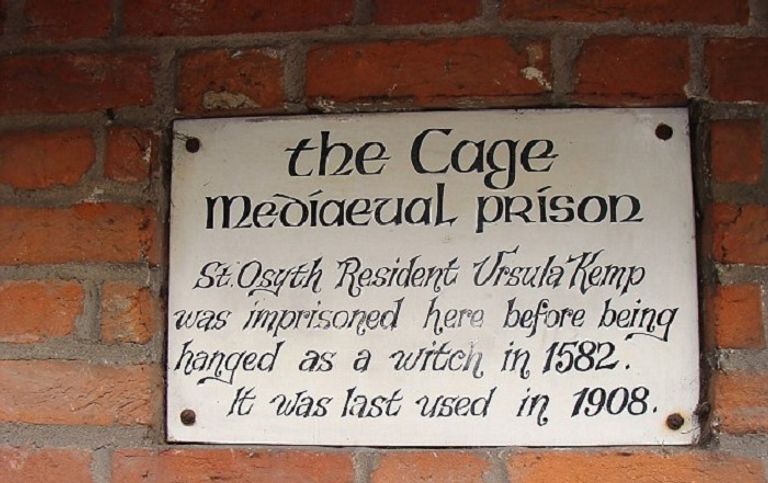 the Cage
Mediaeval prison
St. Osyth Resident Ursula Kemp
was imprisoned here before being
hanged as a witch in 1582.
It was last used in 1908.